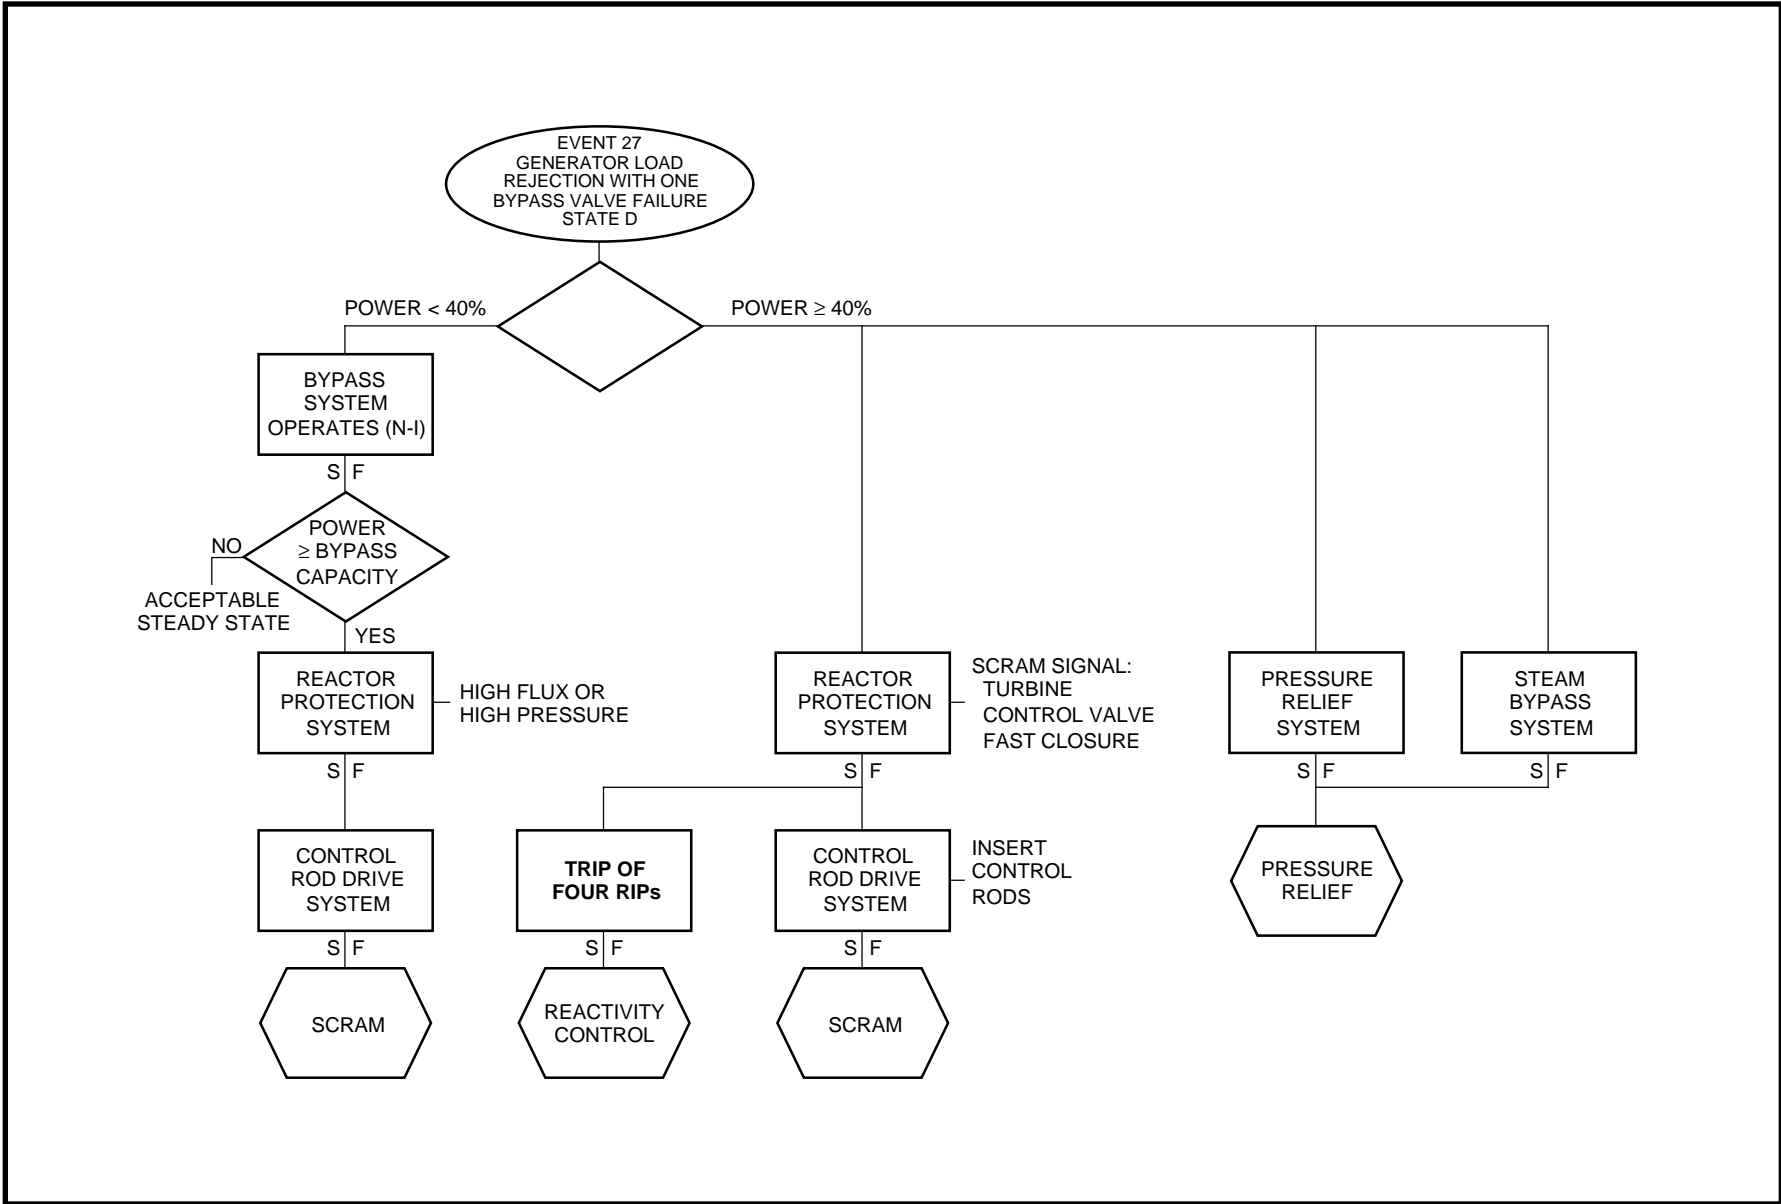 EVENT 27
GENERATOR LOAD
REJECTION WITH ONE
BYPASS VALVE FAILURE
STATE D
POWER < 40%
POWER ≥ 40%
BYPASS
SYSTEM
OPERATES (N-I)
S F
POWER
≥ BYPASS
CAPACITY
NO
ACCEPTABLE
STEADY STATE
YES
REACTOR
PROTECTION
SYSTEM
HIGH FLUX OR
HIGH PRESSURE
S F
REACTOR
PROTECTION
SYSTEM
SCRAM SIGNAL:
TURBINE
CONTROL VALVE
FAST CLOSURE
S F
PRESSURE
RELIEF
SYSTEM
S F
STEAM
BYPASS
SYSTEM
S F
CONTROL
ROD DRIVE
SYSTEM
S F
TRIP OF
FOUR RIPs
S F
CONTROL
ROD DRIVE
SYSTEM
INSERT
CONTROL
RODS
S F
PRESSURE
RELIEF
SCRAM
REACTIVITY
CONTROL
SCRAM